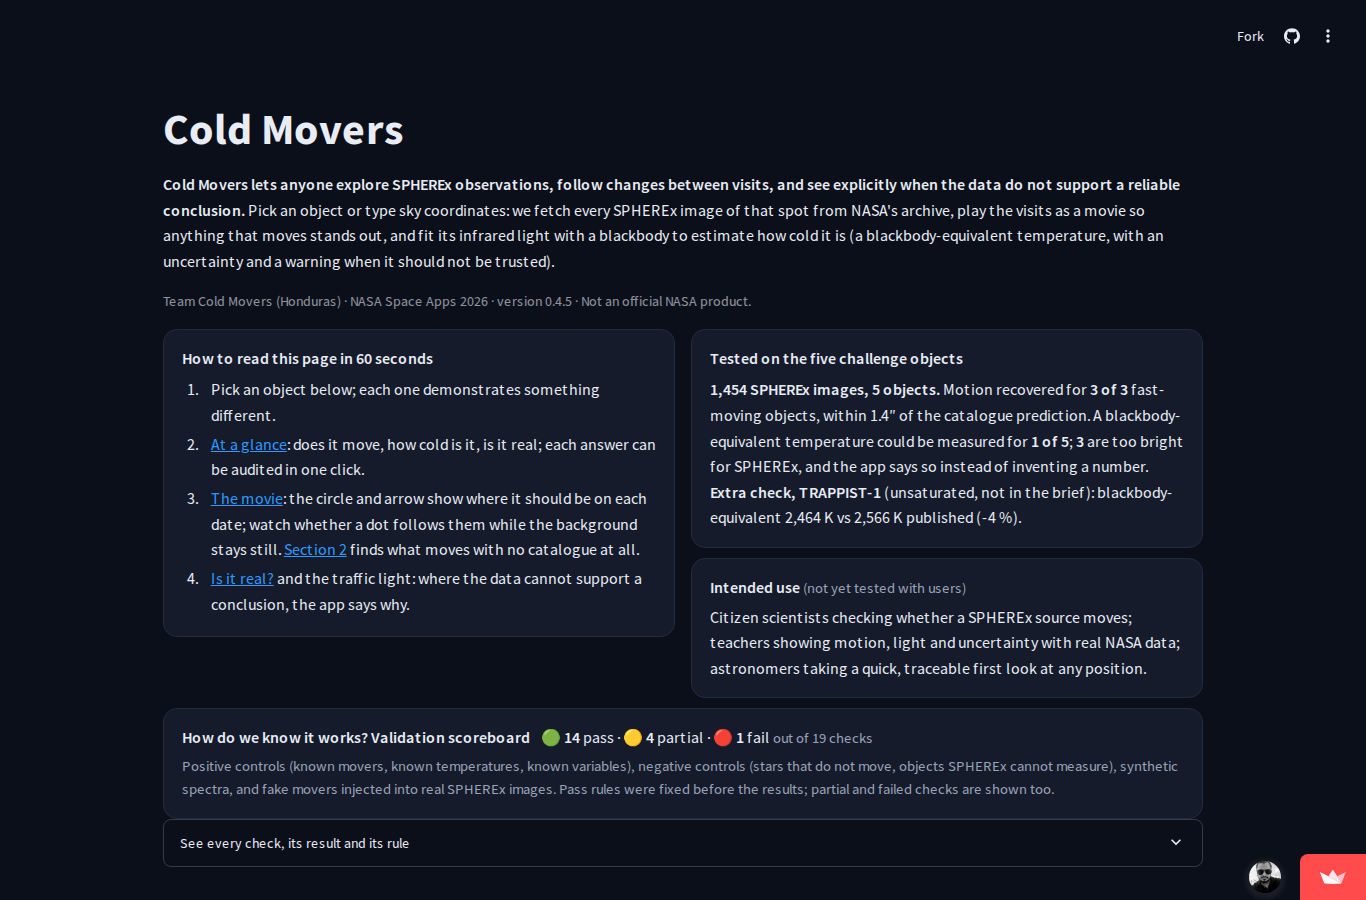 Fork
Cold Movers
Cold Movers lets anyone explore SPHEREx observations, follow changes between visits, and see explicitly when the data do not support a reliable
conclusion. Pick an object or type sky coordinates: we fetch every SPHEREx image of that spot from NASA's archive, play the visits as a movie so
anything that moves stands out, and fit its infrared light with a blackbody to estimate how cold it is (a blackbody-equivalent temperature, with an
uncertainty and a warning when it should not be trusted).
Team Cold Movers (Honduras) · NASA Space Apps 2026 · version 0.4.5 · Not an official NASA product.
How to read this page in 60 seconds
1. Pick an object below; each one demonstrates something
different.
2. At a glance: does it move, how cold is it, is it real; each answer can
be audited in one click.
3. The movie: the circle and arrow show where it should be on each
date; watch whether a dot follows them while the background
stays still. Section 2 finds what moves with no catalogue at all.
4. Is it real? and the traffic light: where the data cannot support a
conclusion, the app says why.
Tested on the five challenge objects
1,454 SPHEREx images, 5 objects. Motion recovered for 3 of 3 fast-
moving objects, within 1.4″ of the catalogue prediction. A blackbody-
equivalent temperature could be measured for 1 of 5; 3 are too bright
for SPHEREx, and the app says so instead of inventing a number.
Extra check, TRAPPIST-1 (unsaturated, not in the brief): blackbody-
equivalent 2,464 K vs 2,566 K published (-4 %).
Intended use (not yet tested with users)
Citizen scientists checking whether a SPHEREx source moves;
teachers showing motion, light and uncertainty with real NASA data;
astronomers taking a quick, traceable first look at any position.
How do we know it works? Validation scoreboard 🟢 14 pass · 🟡 4 partial · 🔴 1 fail out of 19 checks
Positive controls (known movers, known temperatures, known variables), negative controls (stars that do not move, objects SPHEREx cannot measure), synthetic
spectra, and fake movers injected into real SPHEREx images. Pass rules were fixed before the results; partial and failed checks are shown too.
See every check, its result and its rule